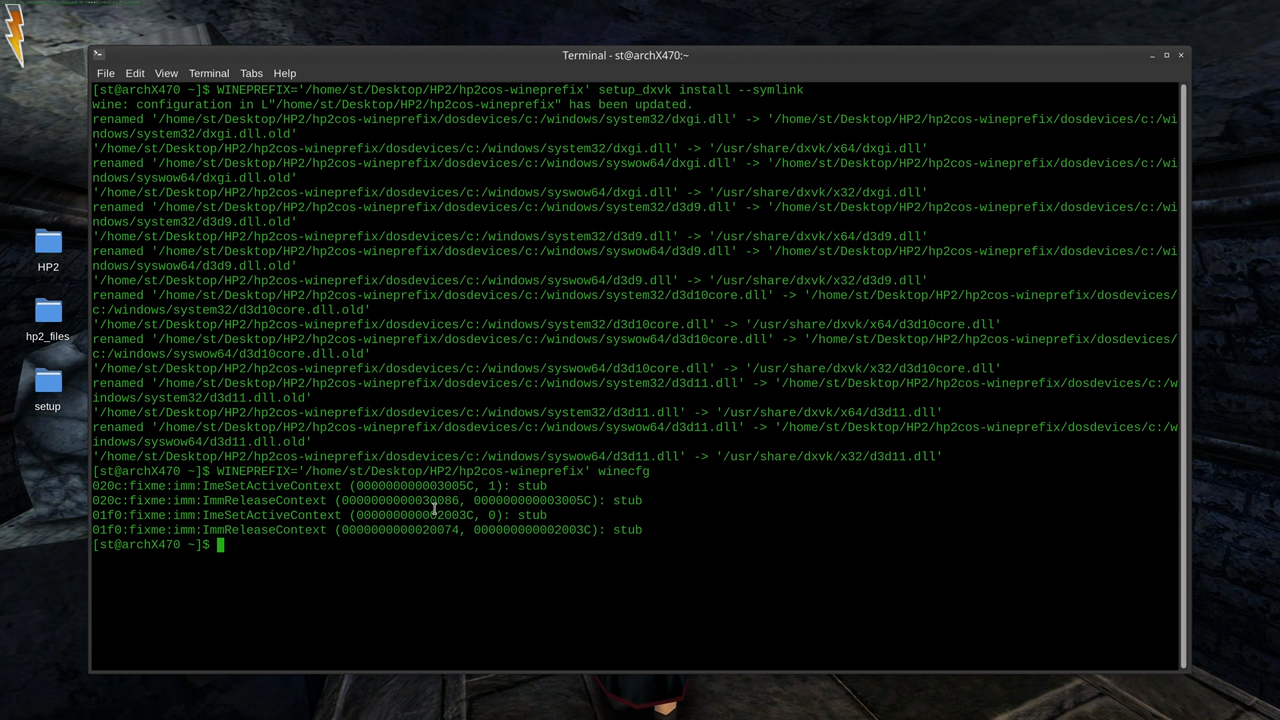 Terminal - st@archX470:~
File Edit View Terminal Tabs Help
[st@archX470 ~]$ WINEPREFIX='/home/st/Desktop/HP2/hp2cos-wineprefix' setup_dxvk install --symlink
wine: configuration in L"/home/st/Desktop/HP2/hp2cos-wineprefix" has been updated.
renamed '/home/st/Desktop/HP2/hp2cos-wineprefix/dosdevices/c:/windows/system32/dxgi.dll' -> '/home/st/Desktop/HP2/hp2cos-wineprefix/dosdevices/c:/wi
ndows/system32/dxgi.dll.old'
'/home/st/Desktop/HP2/hp2cos-wineprefix/dosdevices/c:/windows/system32/dxgi.dll' -> '/usr/share/dxvk/x64/dxgi.dll'
renamed '/home/st/Desktop/HP2/hp2cos-wineprefix/dosdevices/c:/windows/syswow64/dxgi.dll' -> '/home/st/Desktop/HP2/hp2cos-wineprefix/dosdevices/c:/wi
ndows/syswow64/dxgi.dll.old'
'/home/st/Desktop/HP2/hp2cos-wineprefix/dosdevices/c:/windows/syswow64/dxgi.dll' -> '/usr/share/dxvk/x32/dxgi.dll'
renamed '/home/st/Desktop/HP2/hp2cos-wineprefix/dosdevices/c:/windows/system32/d3d9.dll' -> '/home/st/Desktop/HP2/hp2cos-wineprefix/dosdevices/c:/wi
ndows/system32/d3d9.dll.old'
'/home/st/Desktop/HP2/hp2cos-wineprefix/dosdevices/c:/windows/system32/d3d9.dll' -> '/usr/share/dxvk/x64/d3d9.dll'
renamed '/home/st/Desktop/HP2/hp2cos-wineprefix/dosdevices/c:/windows/syswow64/d3d9.dll' -> '/home/st/Desktop/HP2/hp2cos-wineprefix/dosdevices/c:/wi
ndows/syswow64/d3d9.dll.old'
'/home/st/Desktop/HP2/hp2cos-wineprefix/dosdevices/c:/windows/syswow64/d3d9.dll' -> '/usr/share/dxvk/x32/d3d9.dll'
renamed '/home/st/Desktop/HP2/hp2cos-wineprefix/dosdevices/c:/windows/system32/d3d10core.dll' -> '/home/st/Desktop/HP2/hp2cos-wineprefix/dosdevices/
c:/windows/system32/d3d10core.dll.old'
'/home/st/Desktop/HP2/hp2cos-wineprefix/dosdevices/c:/windows/system32/d3d10core.dll' -> '/usr/share/dxvk/x64/d3d10core.dll'
renamed '/home/st/Desktop/HP2/hp2cos-wineprefix/dosdevices/c:/windows/syswow64/d3d10core.dll' -> '/home/st/Desktop/HP2/hp2cos-wineprefix/dosdevices/
c:/windows/syswow64/d3d10core.dll.old'
'/home/st/Desktop/HP2/hp2cos-wineprefix/dosdevices/c:/windows/syswow64/d3d10core.dll' -> '/usr/share/dxvk/x32/d3d10core.dll'
renamed '/home/st/Desktop/HP2/hp2cos-wineprefix/dosdevices/c:/windows/system32/d3d11.dll' -> '/home/st/Desktop/HP2/hp2cos-wineprefix/dosdevices/c:/w
indows/system32/d3d11.dll.old'
'/home/st/Desktop/HP2/hp2cos-wineprefix/dosdevices/c:/windows/system32/d3d11.dll' -> '/usr/share/dxvk/x64/d3d11.dll'
renamed '/home/st/Desktop/HP2/hp2cos-wineprefix/dosdevices/c:/windows/syswow64/d3d11.dll' -> '/home/st/Desktop/HP2/hp2cos-wineprefix/dosdevices/c:/w
indows/syswow64/d3d11.dll.old'
'/home/st/Desktop/HP2/hp2cos-wineprefix/dosdevices/c:/windows/syswow64/d3d11.dll' -> '/usr/share/dxvk/x32/d3d11.dll'
[st@archX470 ~]$ WINEPREFIX='/home/st/Desktop/HP2/hp2cos-wineprefix' winecfg
020c:fixme:imm:ImeSetActiveContext (000000000003005C, 1): stub
020c:fixme:imm:ImmReleaseContext (0000000000030086, 000000000003005C): stub
01f0:fixme:imm:ImeSetActiveContext (000000000002003C, 0): stub
01f0:fixme:imm:ImmReleaseContext (0000000000020074, 000000000002003C): stub
[st@archX470 ~]$
HP2
hp2_files
setup